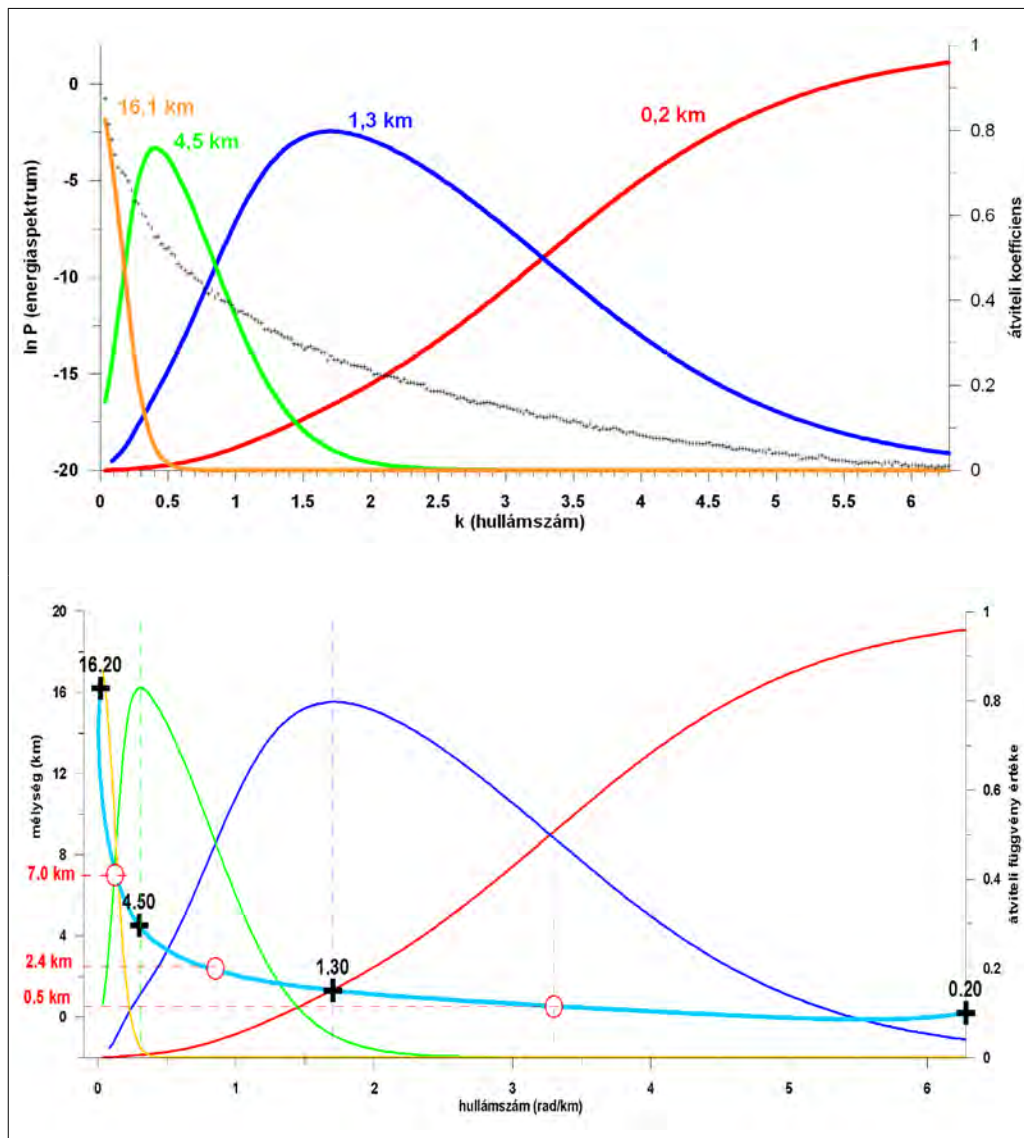 ln P (energiaspektrum)
0
-5
-10
-15
-20
16,1 km
4,5 km
1,3 km
0,2 km
1
0.8
0.6
0.4
0.2
0
átviteli koefficiens
0 0.5 1 1.5 2 2.5 3 3.5 4 4.5 5 5.5 6
k (hullámszám)
mélység (km)
20
16
12
8
4
0
7.0 km
2.4 km
0.5 km
16.20
4.50
1.30
0.20
1
0.8
0.6
0.4
0.2
0
átviteli függvény értéke
0 1 2 3 4 5 6
hullámszám (rad/km)